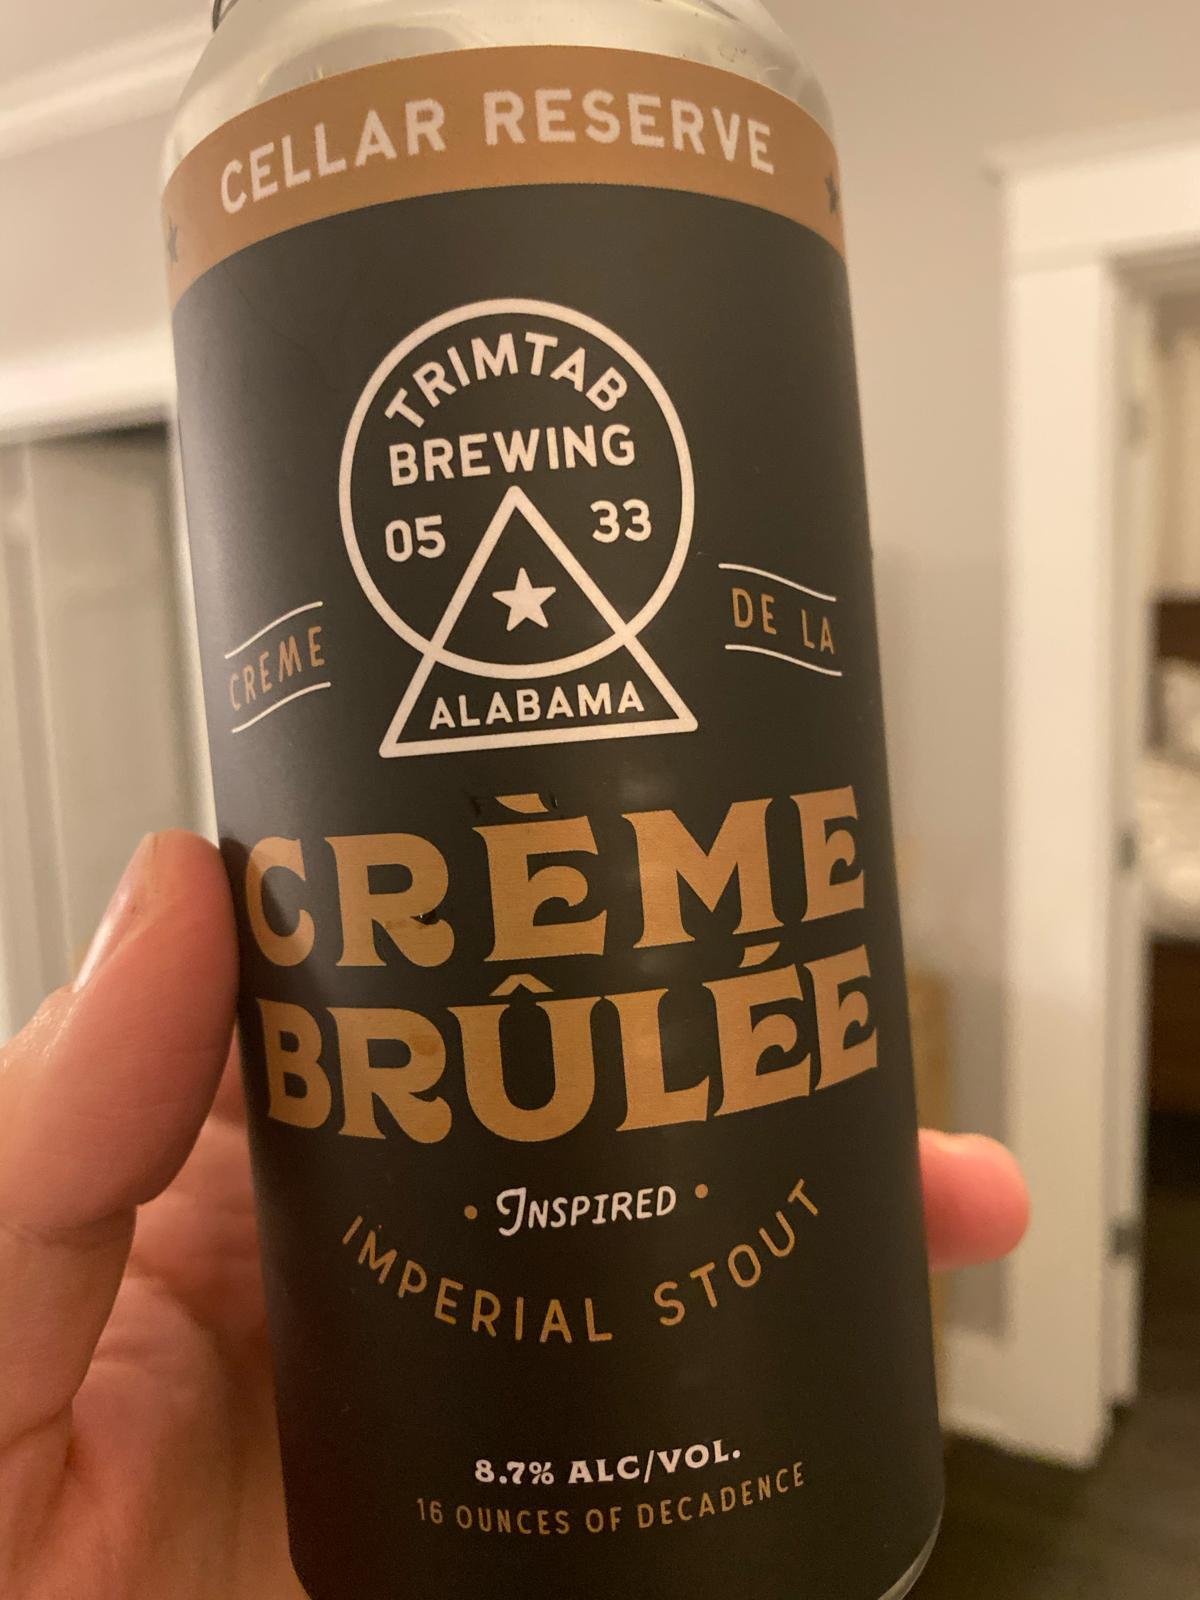 CELLAR RESERVE
TRIMTAB
BREWING
05 33
ALABAMA
CREME DE LA
CRÈME
BRÛLÉE
• INSPIRED •
IMPERIAL STOUT
8.7% ALC/VOL.
16 OUNCES OF DECADENCE